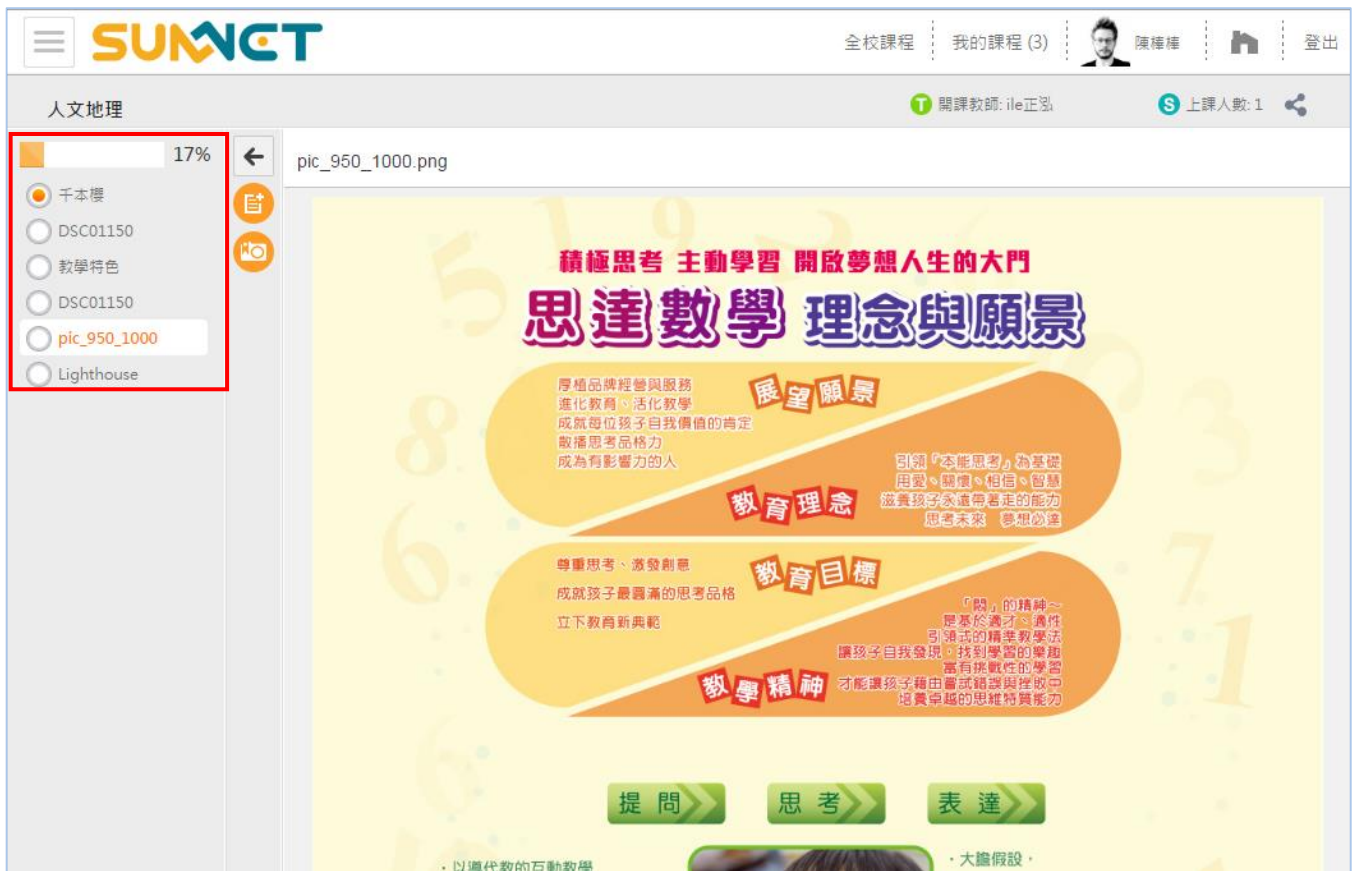 SUNNET
全校課程
我的課程 (3)
陳棒棒
登出
人文地理
T 開課教師: ile正泓
S 上課人數: 1
17%
pic_950_1000.png
千本櫻
DSC01150
教學特色
DSC01150
pic_950_1000
Lighthouse
積極思考 主動學習 開啟夢想人生的大門
思達數學 理念與願景
展望願景
厚植品牌經營與服務
進化教育、活化教學
成就每位孩子自我價值的肯定
散播思考品格力
成為有影響力的人
教育理念
引領「本能思考」為基礎
用愛、關懷、相信、智慧
滋養孩子永遠帶著走的能力
思考未來 夢想必達
教育目標
尊重思考、激發創意
成就孩子最圓滿的思考品格
立下教育新典範
教學精神
「悶」的精神～
是基於適才、適性
引領式的精準教學法
讓孩子自我發現，找到學習的樂趣
富有挑戰性的學習
才能讓孩子藉由嘗試錯誤與挫敗中
培養卓越的思維特質能力
提問
思考
表達
．以導代教的互動教學
．大膽假設．